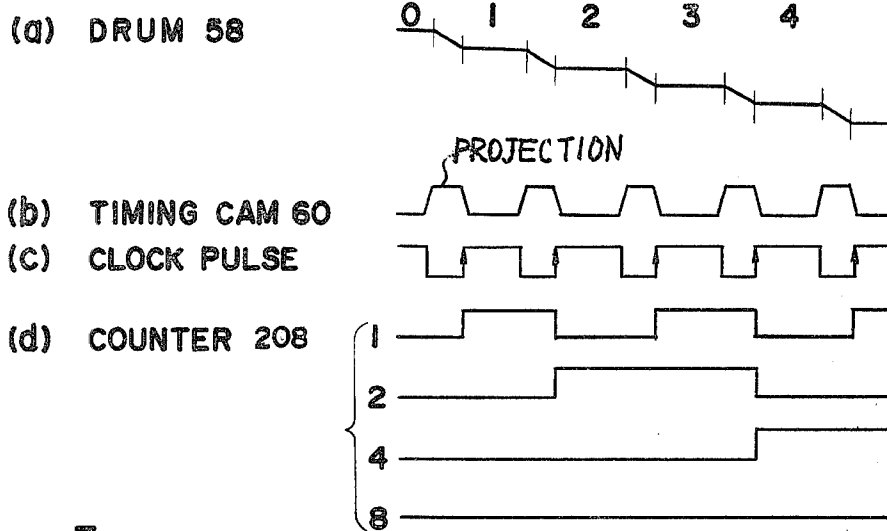 0 1 2 3 4
(a) DRUM 58
PROJECTION
(b) TIMING CAM 60
(c) CLOCK PULSE
(d) COUNTER 208
1
2
4
8